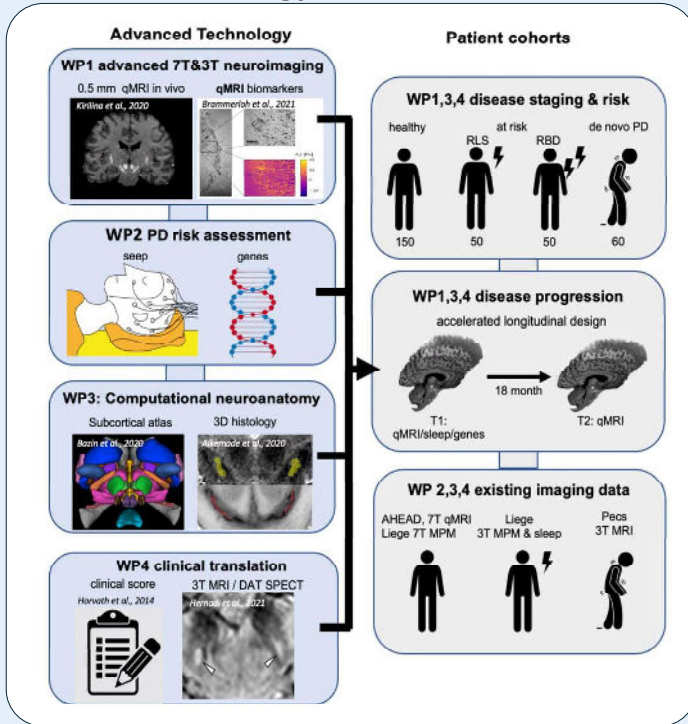 Advanced Technology
WP1 advanced 7T&3T neuroimaging
0.5 mm qMRI in vivo
qMRI biomarkers
Kirilina et al., 2020
Brammerloh et al., 2021
WP2 PD risk assessment
seep
genes
WP3: Computational neuroanatomy
Subcortical atlas
3D histology
Bazin et al., 2020
Alkemade et al., 2020
WP4 clinical translation
clinical score
3T MRI / DAT SPECT
Horvath et al., 2014
Patient cohorts
WP1,3,4 disease staging & risk
healthy
at risk
de novo PD
RLS
RBD
150
50
50
60
WP1,3,4 disease progression
accelerated longitudinal design
18 month
T1:
qMRI/sleep/genes
T2: qMRI
WP 2,3,4 existing imaging data
AHEAD, 7T qMRI
Liege 7T MPM
Liege
3T MPM & sleep
Pecs
3T MRI